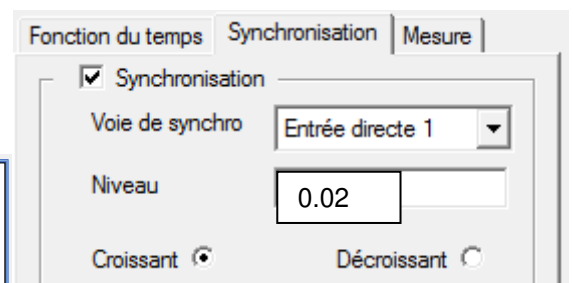 Fonction du temps Synchronisation Mesure
Synchronisation
Voie de synchro Entrée directe 1
Niveau 0.02
Croissant Décroissant